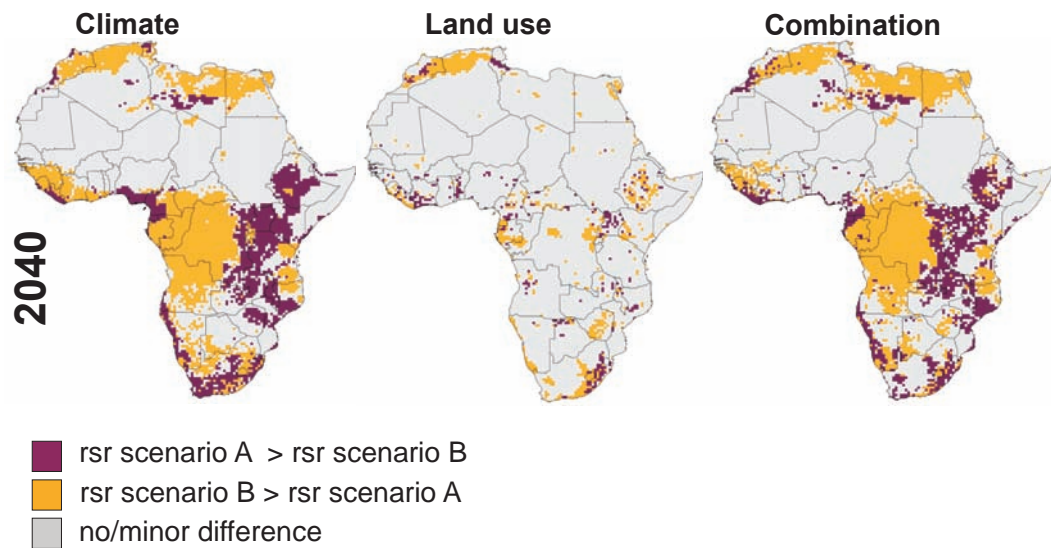 Climate
Land use
Combination
2040
rsr scenario A > rsr scenario B
rsr scenario B > rsr scenario A
no/minor difference